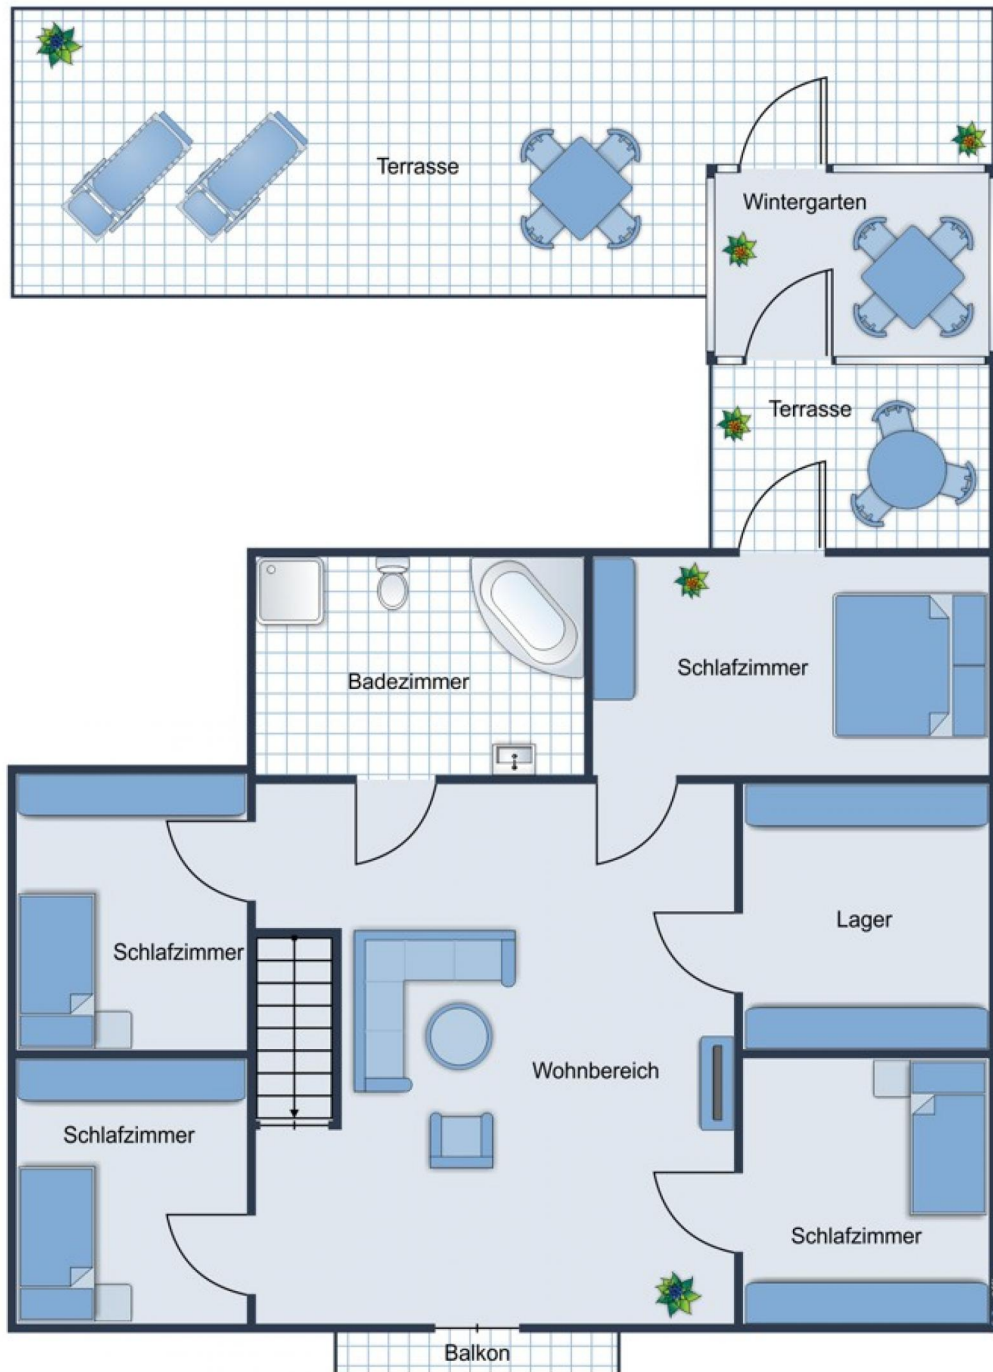 Terrasse
Wintergarten
Terrasse
Badezimmer
Schlafzimmer
Schlafzimmer
Lager
Wohnbereich
Schlafzimmer
Schlafzimmer
Balkon